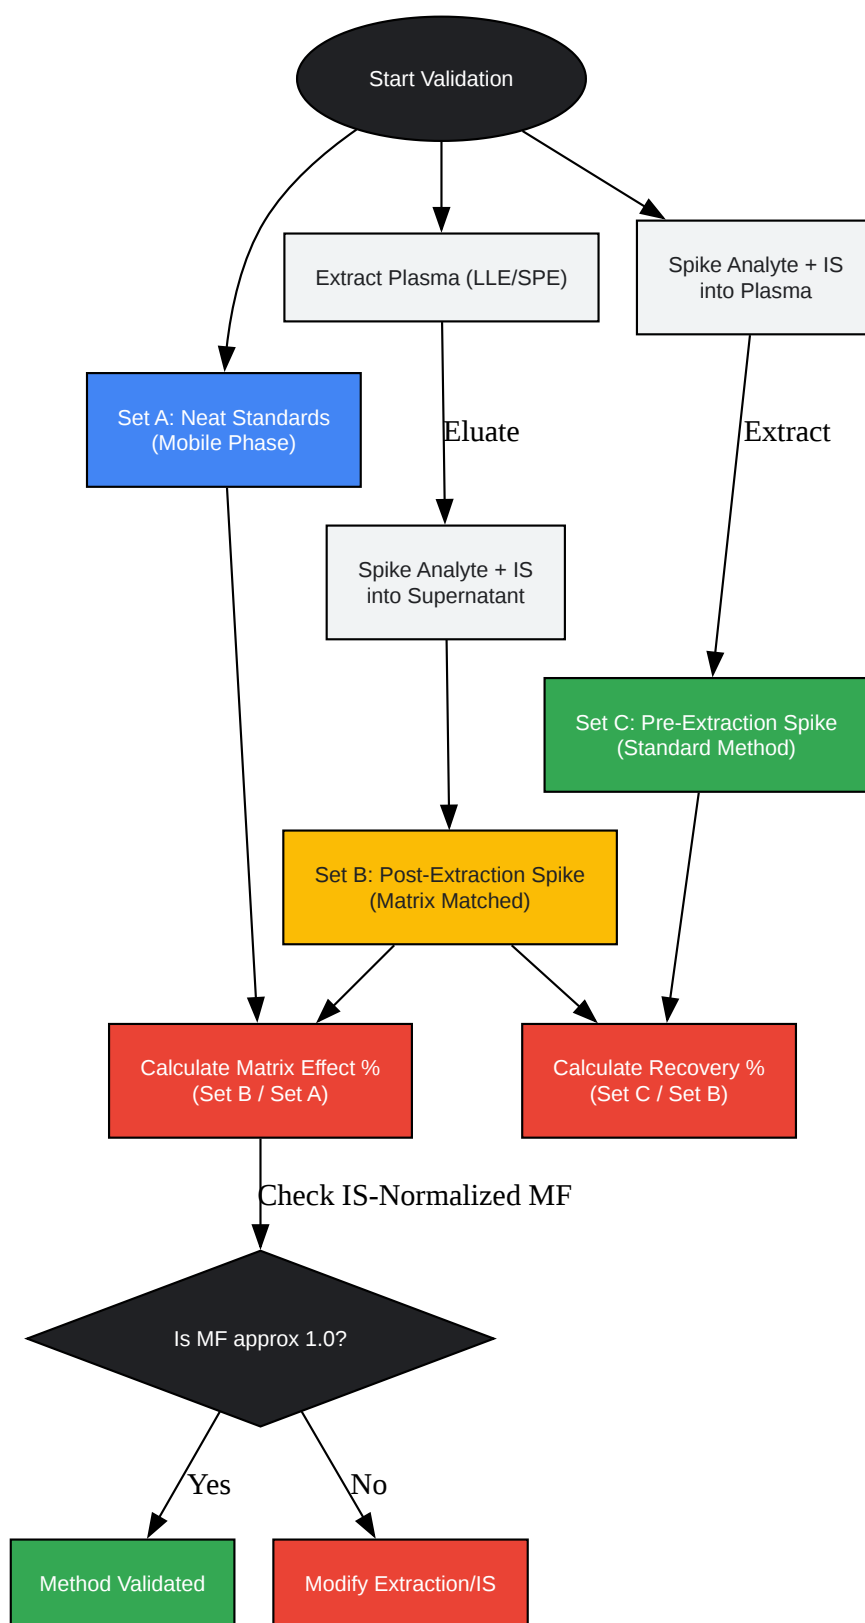 Start Validation
Extract Plasma (LLE/SPE)
Spike Analyte + IS
into Plasma
Set A: Neat Standards
(Mobile Phase)
Eluate
Extract
Spike Analyte + IS
into Supernatant
Set C: Pre-Extraction Spike
(Standard Method)
Set B: Post-Extraction Spike
(Matrix Matched)
Calculate Matrix Effect %
(Set B / Set A)
Calculate Recovery %
(Set C / Set B)
Check IS-Normalized MF
Is MF approx 1.0?
Yes
No
Method Validated
Modify Extraction/IS